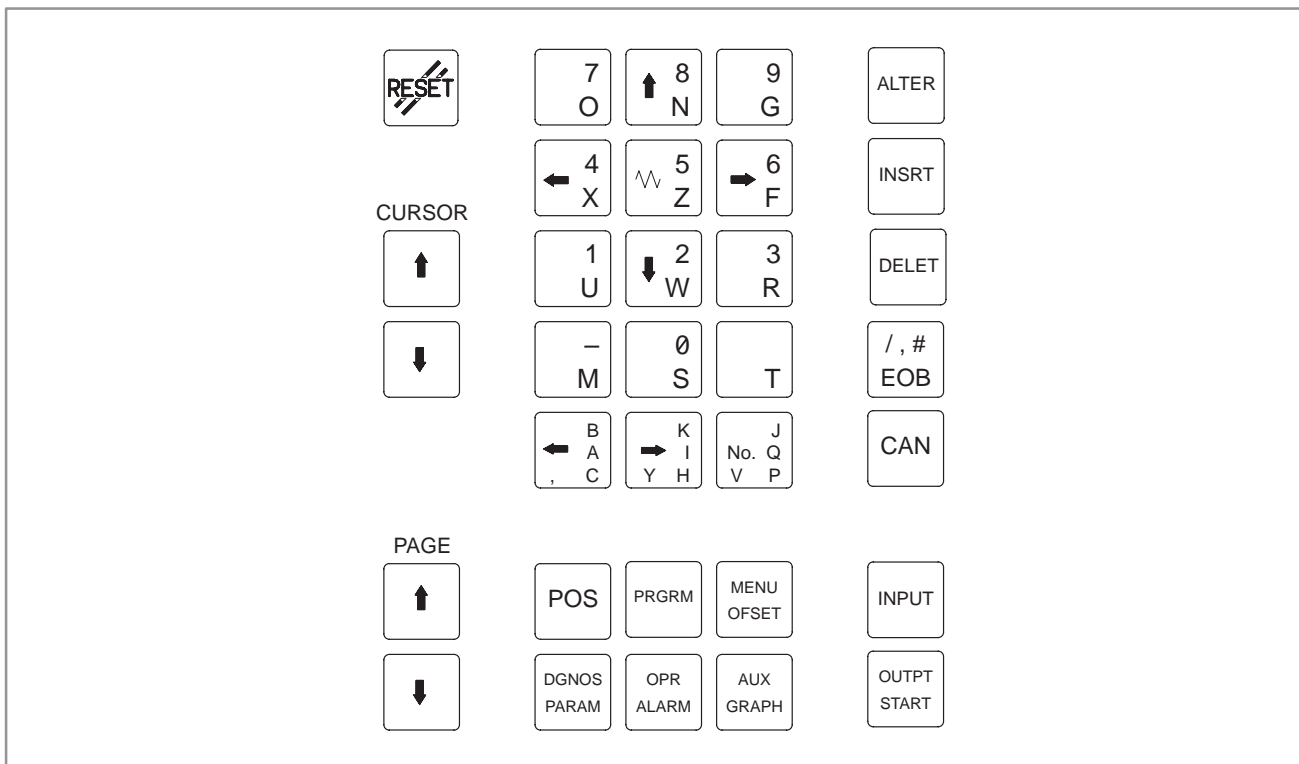 RESET
7
O
8
N
9
G
ALTER
4
X
5
Z
6
F
INSRT
CURSOR
1
U
2
W
3
R
DELET
–
M
0
S
T
/ , #
EOB
B
A
, C
K
I
Y H
J
No. Q
V P
CAN
PAGE
POS
PRGRM
MENU
OFSET
INPUT
DGNOS
PARAM
OPR
ALARM
AUX
GRAPH
OUTPT
START